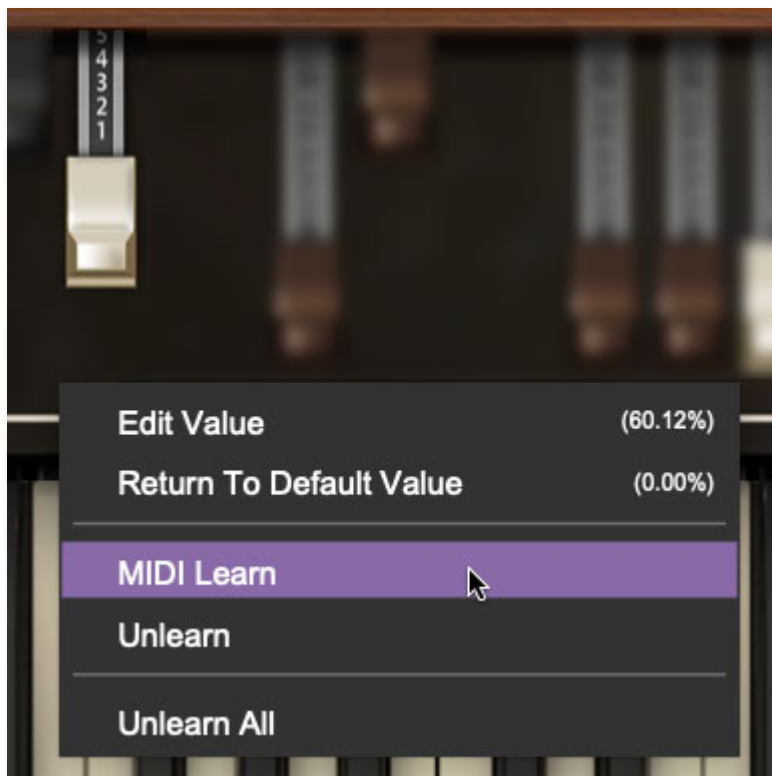 5
4
3
2
1
Edit Value (60.12%)
Return To Default Value (0.00%)
MIDI Learn
Unlearn
Unlearn All